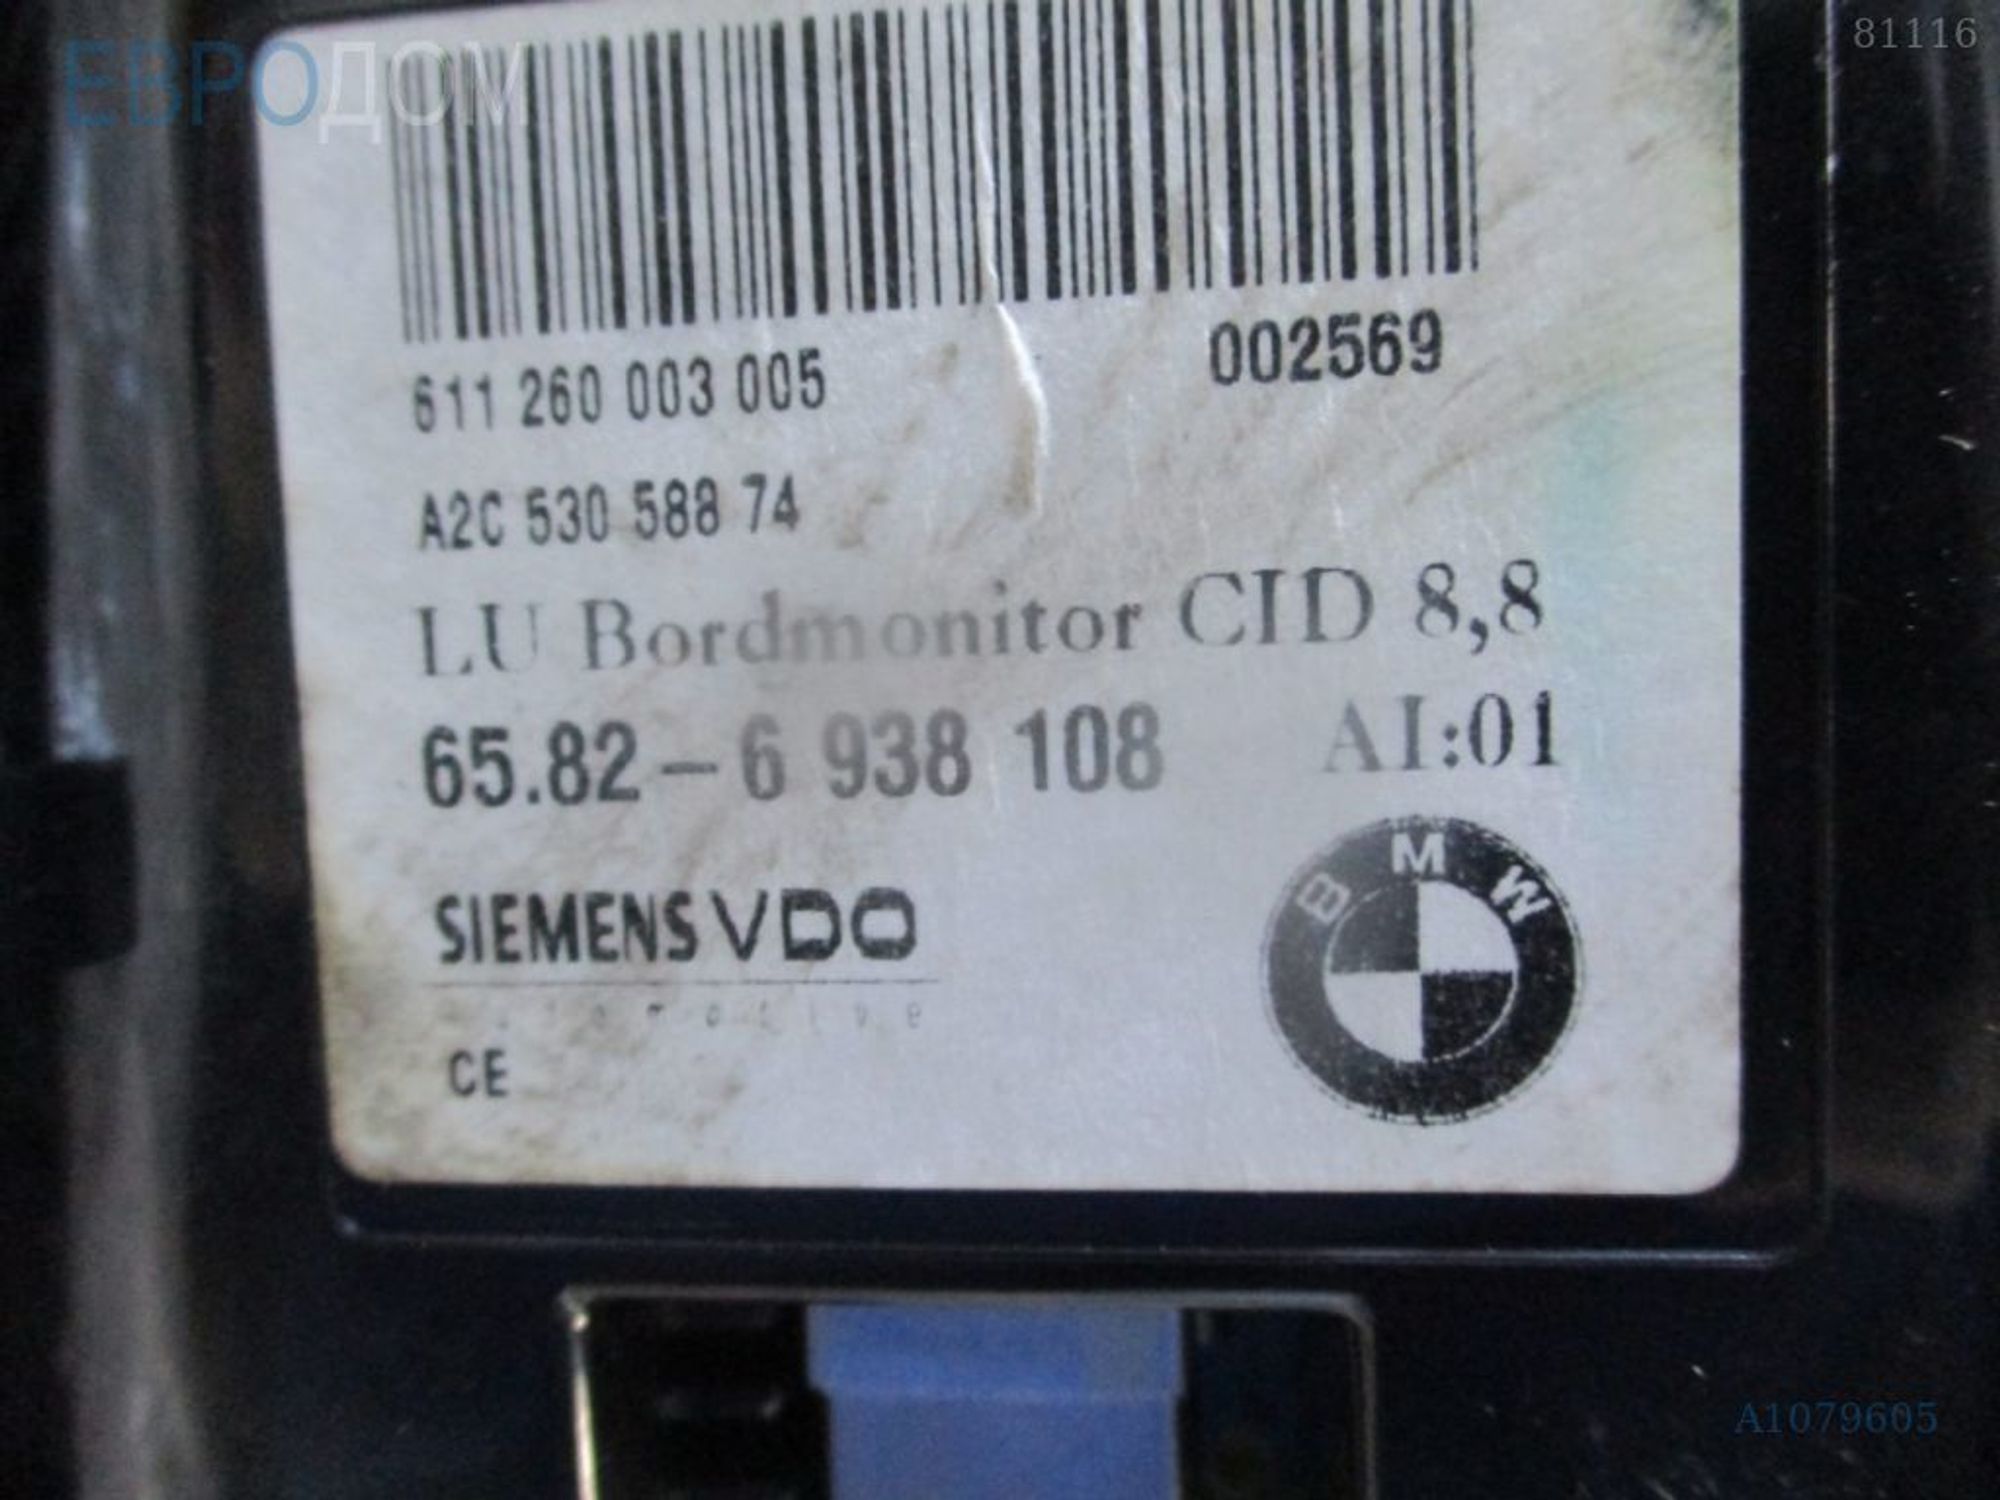 ЕВРОДОМ
81116
611 260 003 005
002569
A2C 530 588 74
LU Bordmonitor CID 8,8
65.82-6 938 108 AI:01
SIEMENS VDO
CE
BMW
A1079605